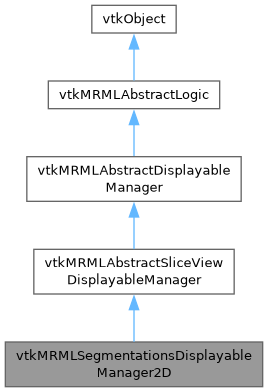 vtkObject
vtkMRMLAbstractLogic
vtkMRMLAbstractDisplayable
Manager
vtkMRMLAbstractSliceView
DisplayableManager
vtkMRMLSegmentationsDisplayable
Manager2D